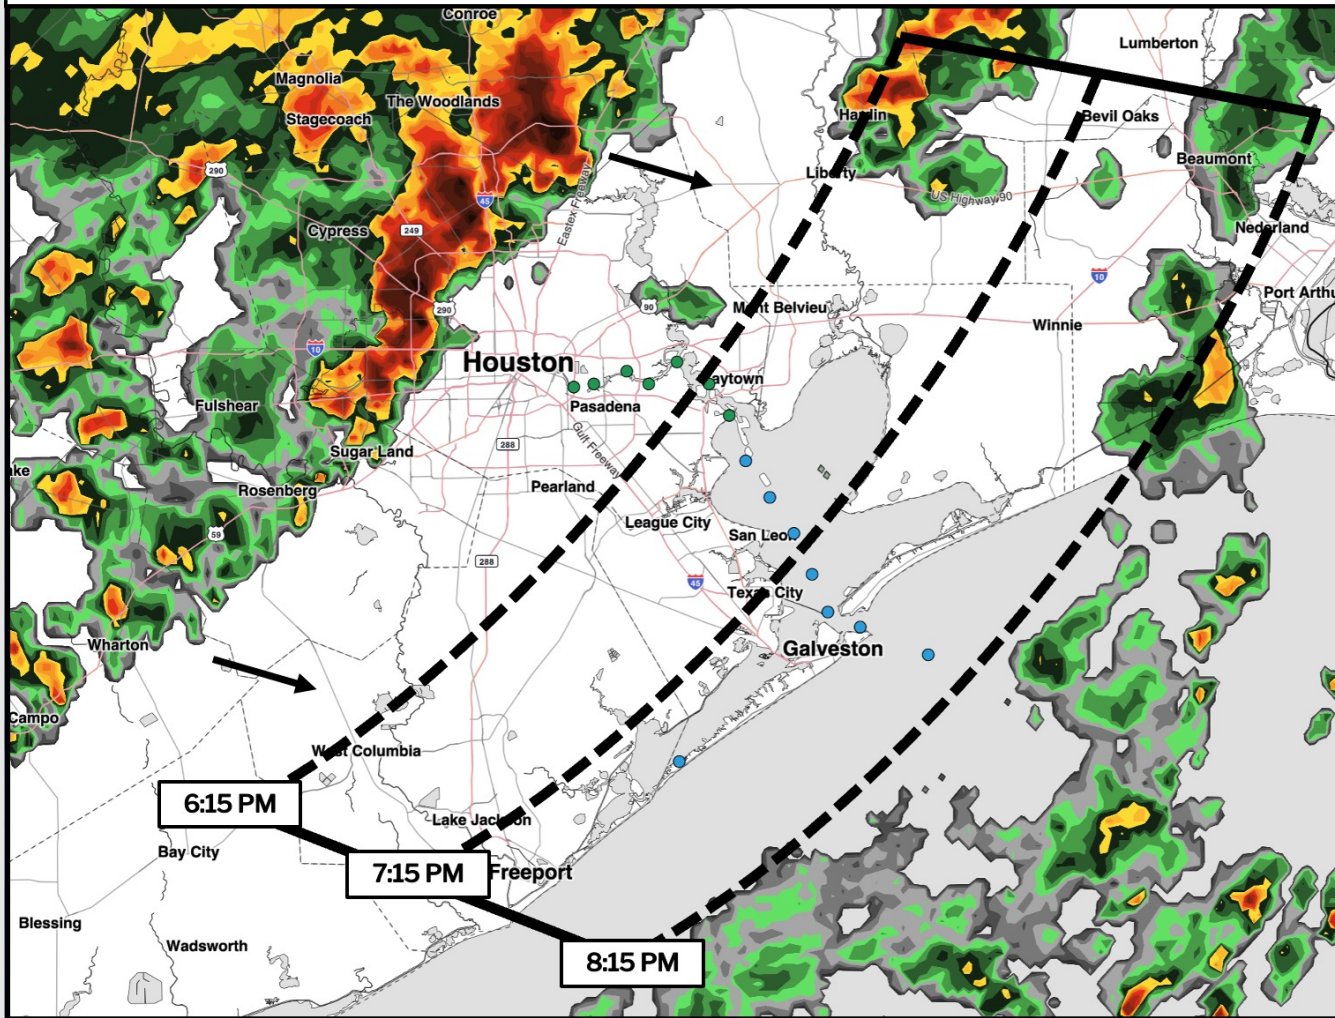 Conroe
Lumberton
Magnolia
The Woodlands
Stagecoach
Bevil Oaks
Beaumont
290
Liberty
US Highway 90
45
Eastex Freeway
Cypress
249
Nederland
10
Port Arthu
290
90
Mont Belvieu
Winnie
10
Houston
aytown
Pasadena
Fulshear
288
Gulf Freeway
Sugar Land
ake
Rosenberg
Pearland
League City
59
San Leon
288
45
Texas City
Wharton
Galveston
Campo
West Columbia
6:15 PM
Lake Jackson
Bay City
7:15 PM
Freeport
Blessing
Wadsworth
8:15 PM